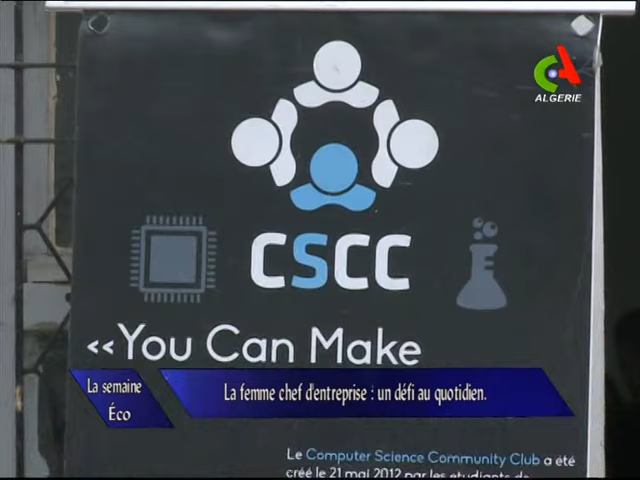 ALGERIE
CSCC
‹‹You Can Make
La semaine
Éco
La femme chef d'entreprise : un défi au quotidien.
Le Computer Science Community Club a été
créé le 21 mai 2012 par les étudiants de